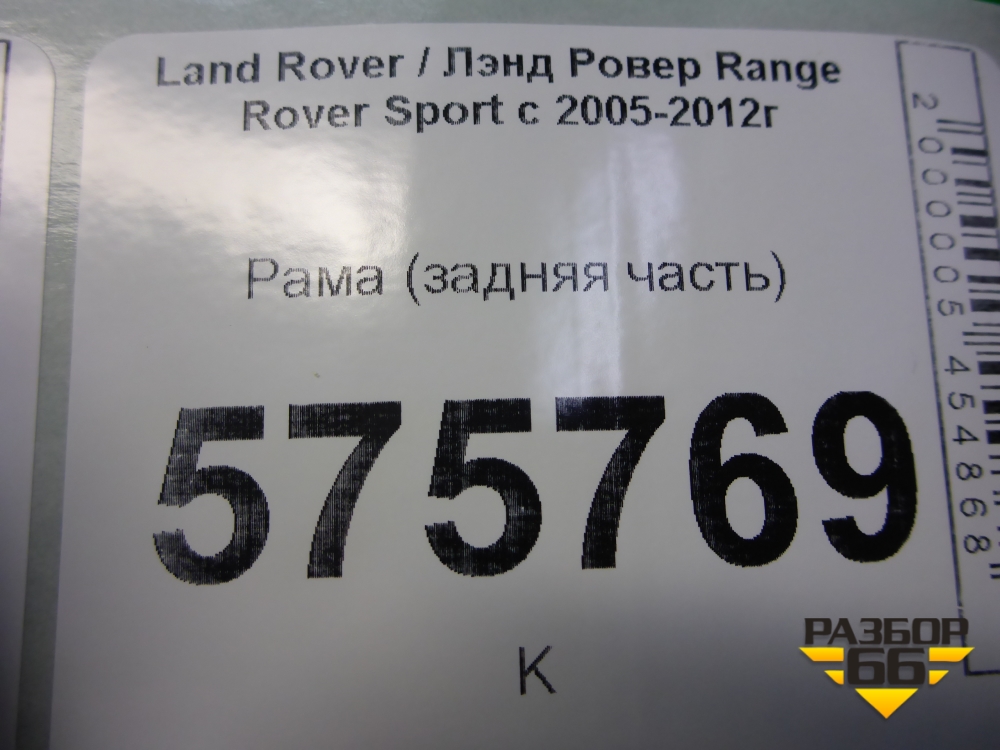 Land Rover / Лэнд Ровер Range
Rover Sport с 2005-2012г
Рама (задняя часть)
575769
К
2000005454868
РАЗБОР
66